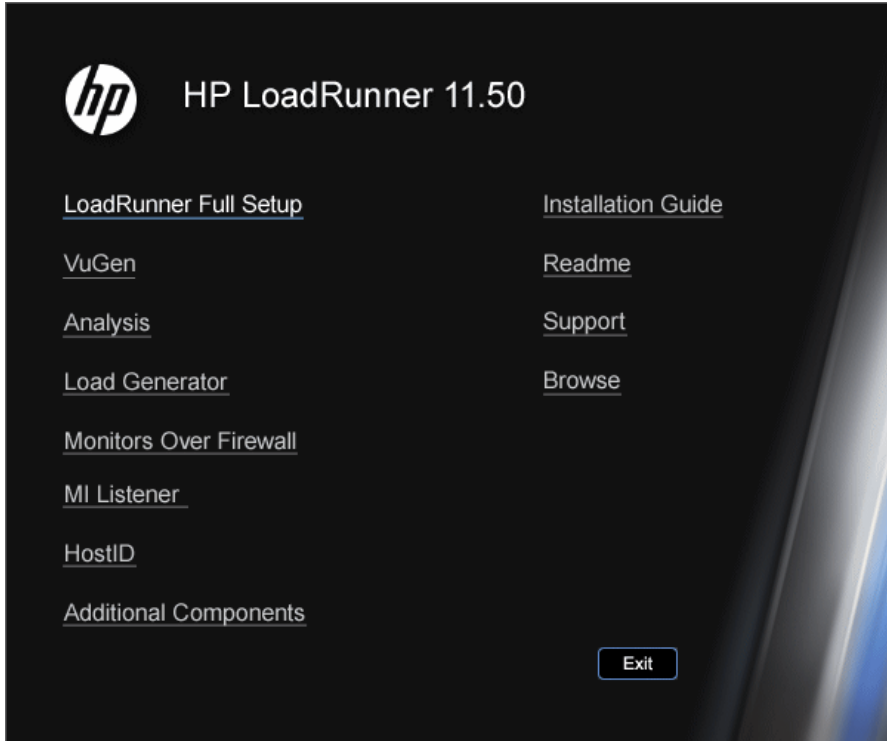 hp
HP LoadRunner 11.50
LoadRunner Full Setup
VuGen
Analysis
Load Generator
Monitors Over Firewall
MI Listener
HostID
Additional Components
Installation Guide
Readme
Support
Browse
Exit